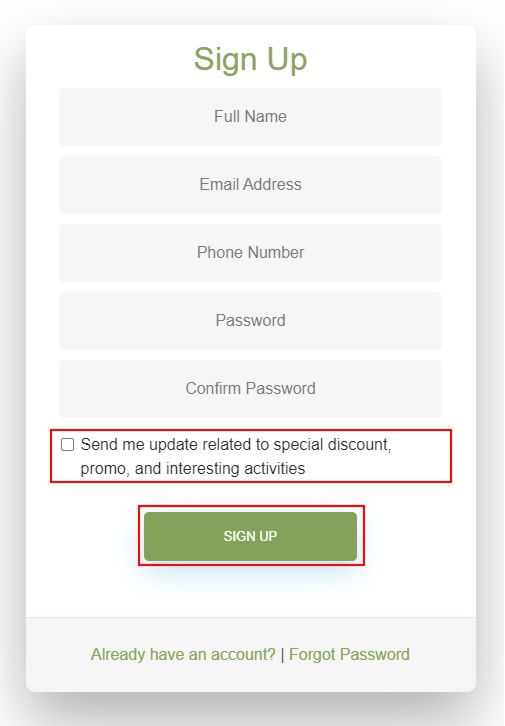 Sign Up
Full Name
Email Address
Phone Number
Password
Confirm Password
Send me update related to special discount,
promo, and interesting activities
SIGN UP
Already have an account? | Forgot Password